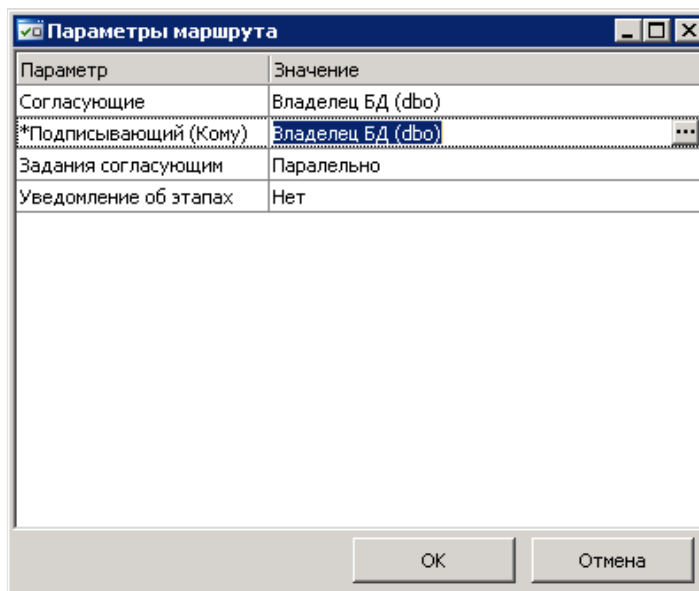 Параметры маршрута
Параметр Значение
Согласующие Владелец БД (dbo)
*Подписывающий (Кому) Владелец БД (dbo) ...
Задания согласующим Паралельно
Уведомление об этапах Нет
ОК Отмена